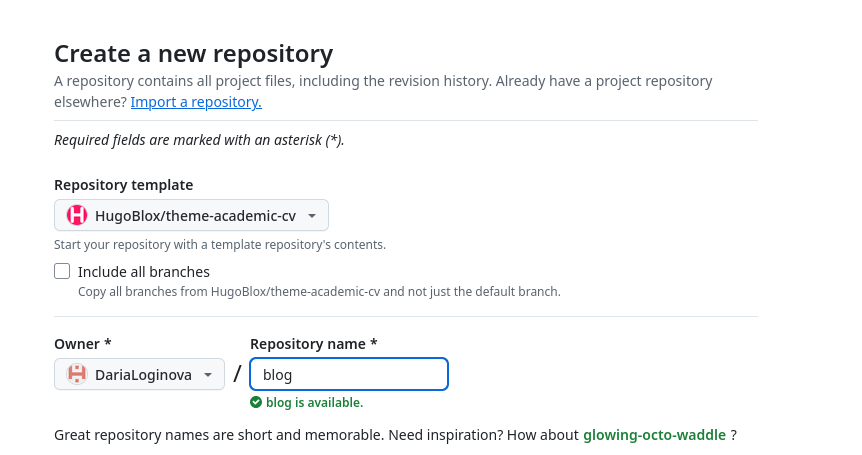 Create a new repository
A repository contains all project files, including the revision history. Already have a project repository
elsewhere? Import a repository.
Required fields are marked with an asterisk (*).
Repository template
HugoBlox/theme-academic-cv
Start your repository with a template repository's contents.
Include all branches
Copy all branches from HugoBlox/theme-academic-cv and not just the default branch.
Owner * Repository name *
DariaLoginova / blog
blog is available.
Great repository names are short and memorable. Need inspiration? How about glowing-octo-waddle ?